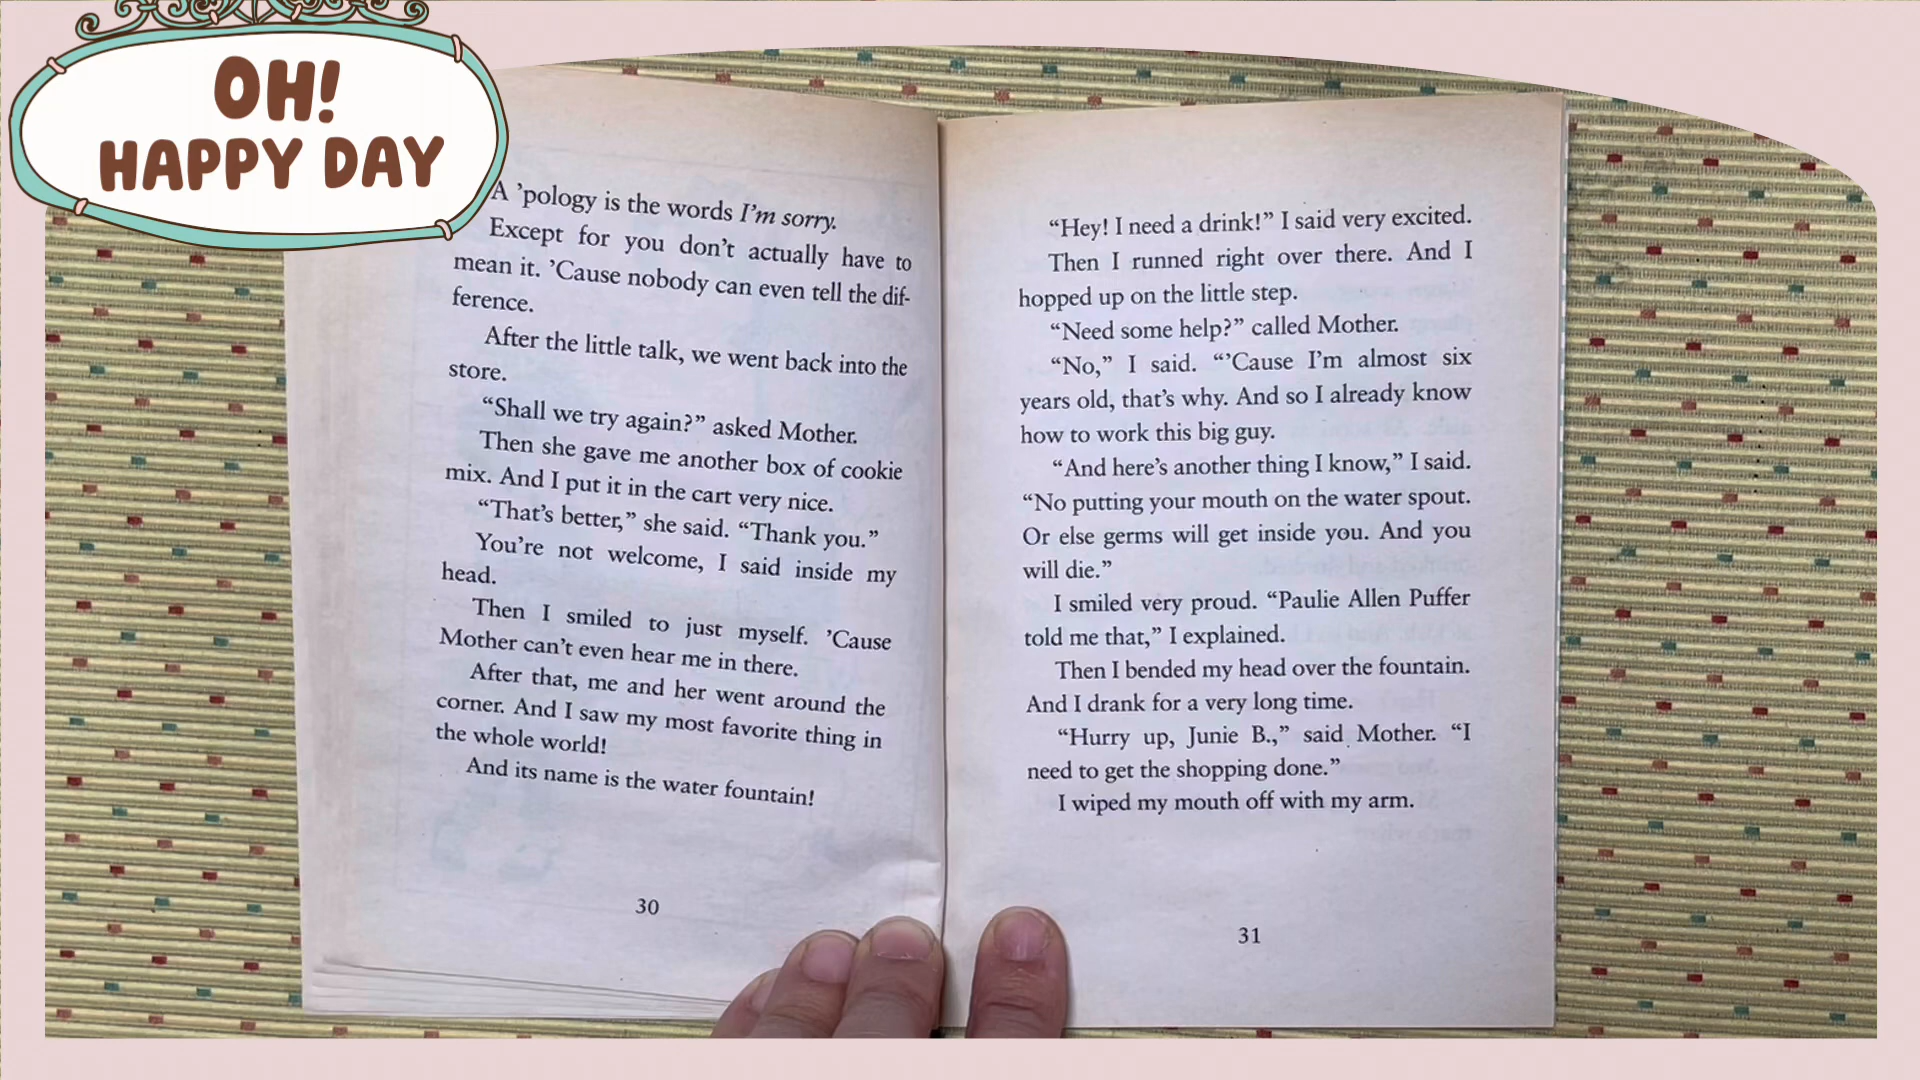 OH!
HAPPY DAY
A ’pology is the words I’m sorry.
Except for you don’t actually have to
mean it. ’Cause nobody can even tell the dif-
ference.
After the little talk, we went back into the
store.
“Shall we try again?” asked Mother.
Then she gave me another box of cookie
mix. And I put it in the cart very nice.
“That’s better,” she said. “Thank you.”
You’re not welcome, I said inside my
head.
Then I smiled to just myself. ’Cause
Mother can’t even hear me in there.
After that, me and her went around the
corner. And I saw my most favorite thing in
the whole world!
And its name is the water fountain!
30
“Hey! I need a drink!” I said very excited.
Then I runned right over there. And I
hopped up on the little step.
“Need some help?” called Mother.
“No,” I said. “’Cause I’m almost six
years old, that’s why. And so I already know
how to work this big guy.
“And here’s another thing I know,” I said.
“No putting your mouth on the water spout.
Or else germs will get inside you. And you
will die.”
I smiled very proud. “Paulie Allen Puffer
told me that,” I explained.
Then I bended my head over the fountain.
And I drank for a very long time.
“Hurry up, Junie B.,” said Mother. “I
need to get the shopping done.”
I wiped my mouth off with my arm.
31